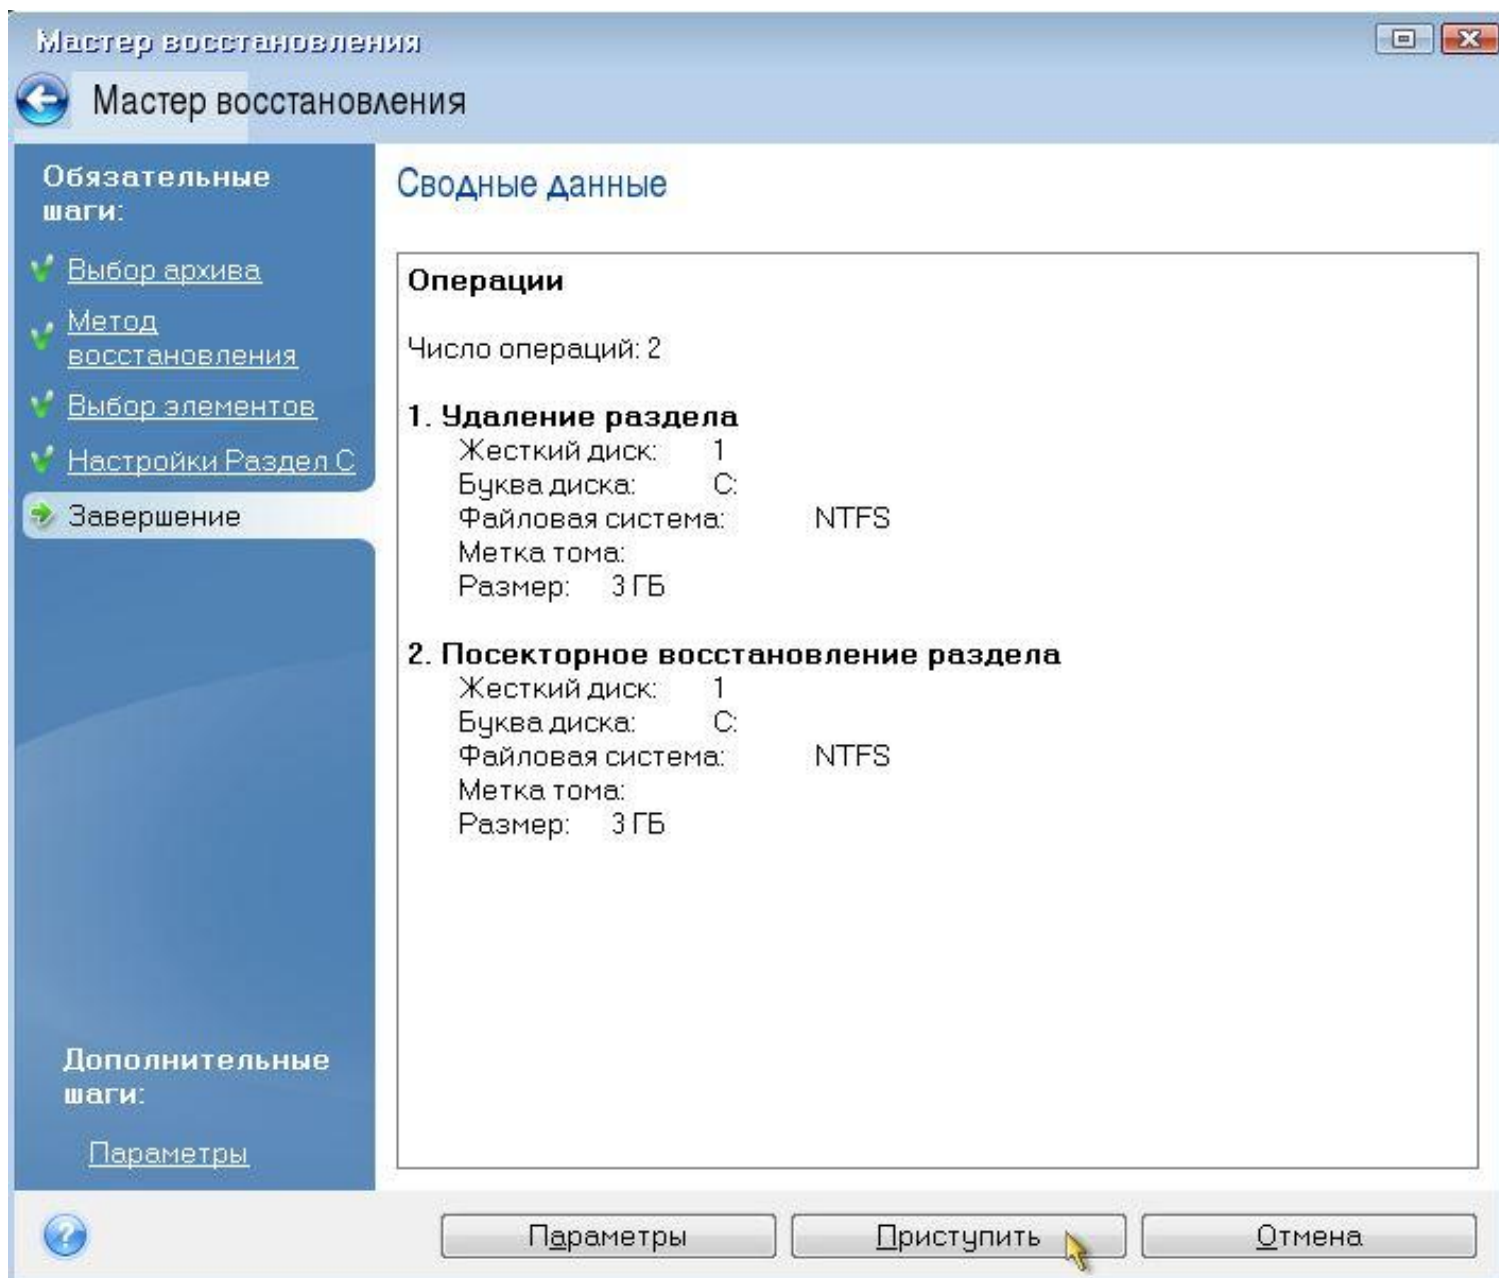 Мастер восстановления
Мастер восстановления
Обязательные
шаги:
Выбор архива
Метод
восстановления
Выбор элементов
Настройки Раздел C
Завершение
Дополнительные
шаги:
Параметры
Сводные данные
Операции
Число операций: 2
1. Удаление раздела
Жесткий диск: 1
Буква диска: C:
Файловая система: NTFS
Метка тома:
Размер: 3 ГБ
2. Посекторное восстановление раздела
Жесткий диск: 1
Буква диска: C:
Файловая система: NTFS
Метка тома:
Размер: 3 ГБ
Параметры
Приступить
Отмена